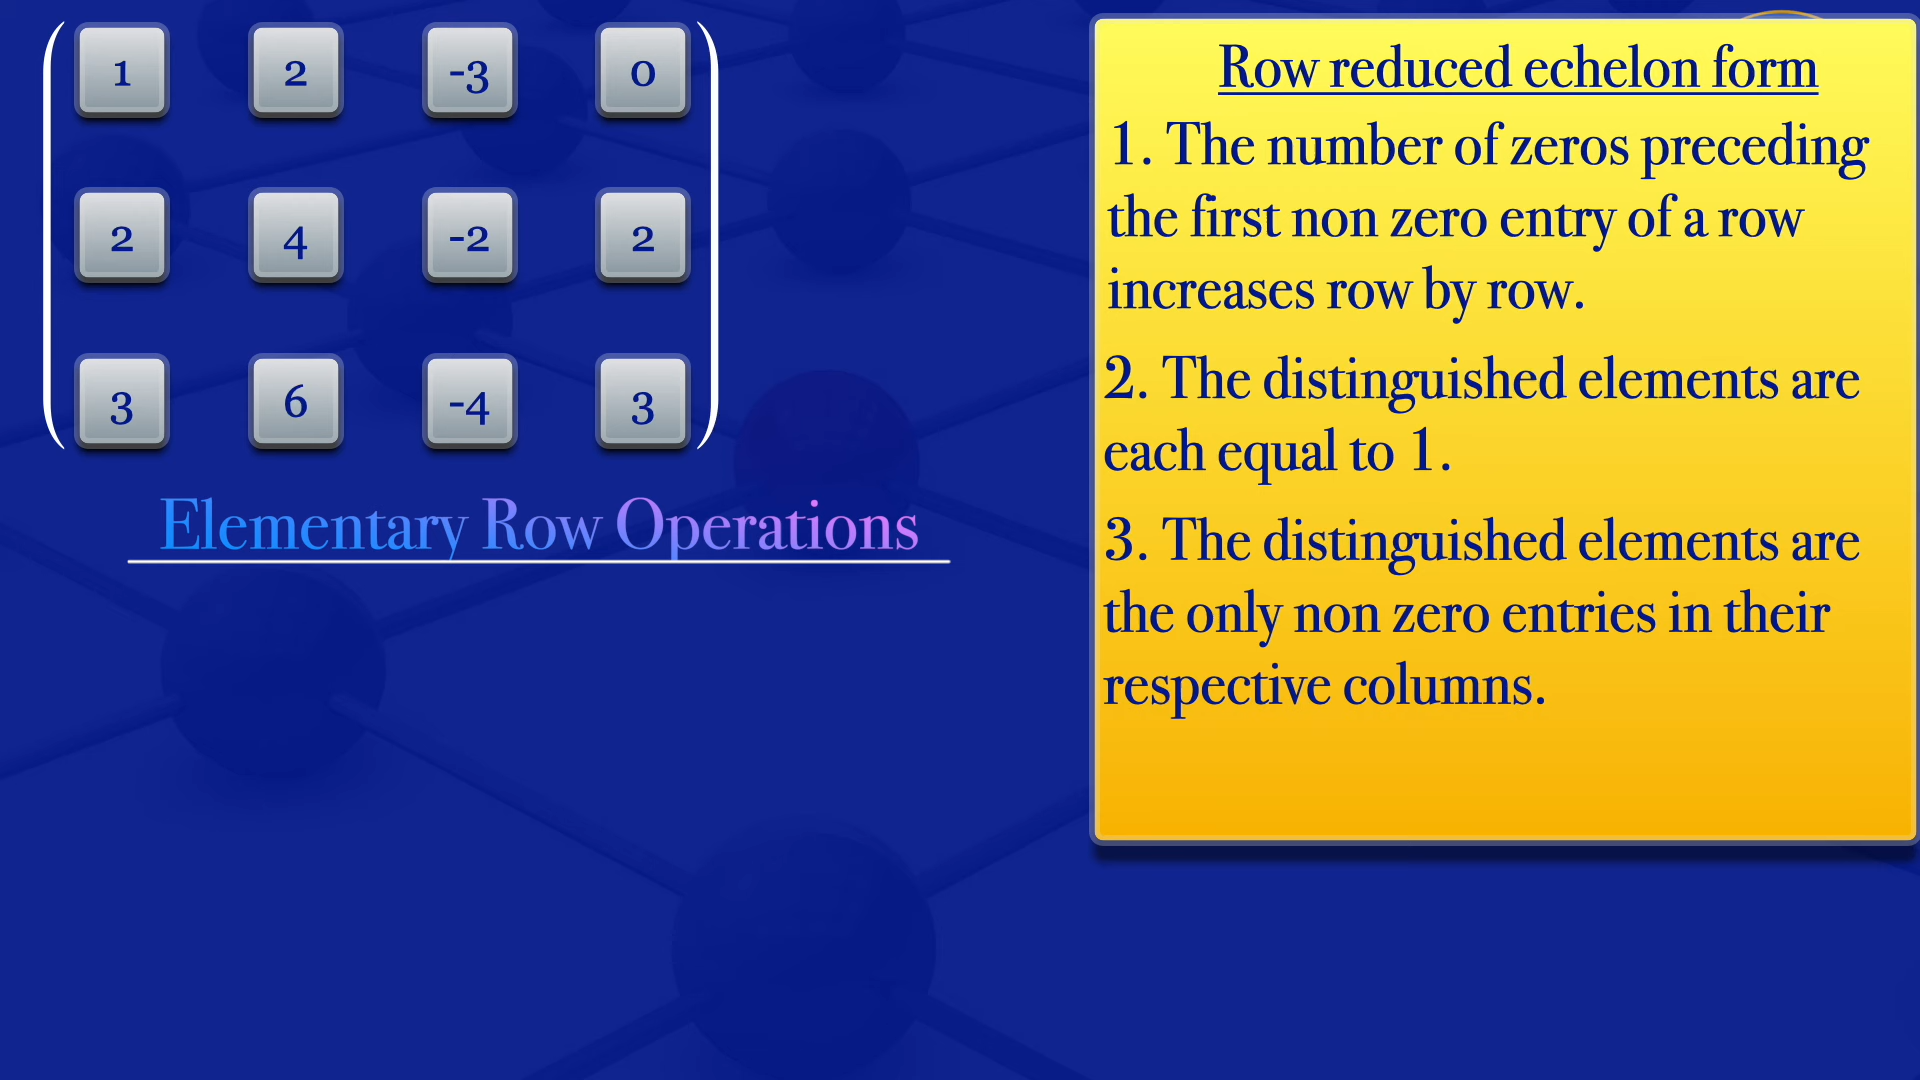 1 2 -3 0
2 4 -2 2
3 6 -4 3
Elementary Row Operations
Row reduced echelon form
1. The number of zeros preceding
the first non zero entry of a row
increases row by row.
2. The distinguished elements are
each equal to 1.
3. The distinguished elements are
the only non zero entries in their
respective columns.